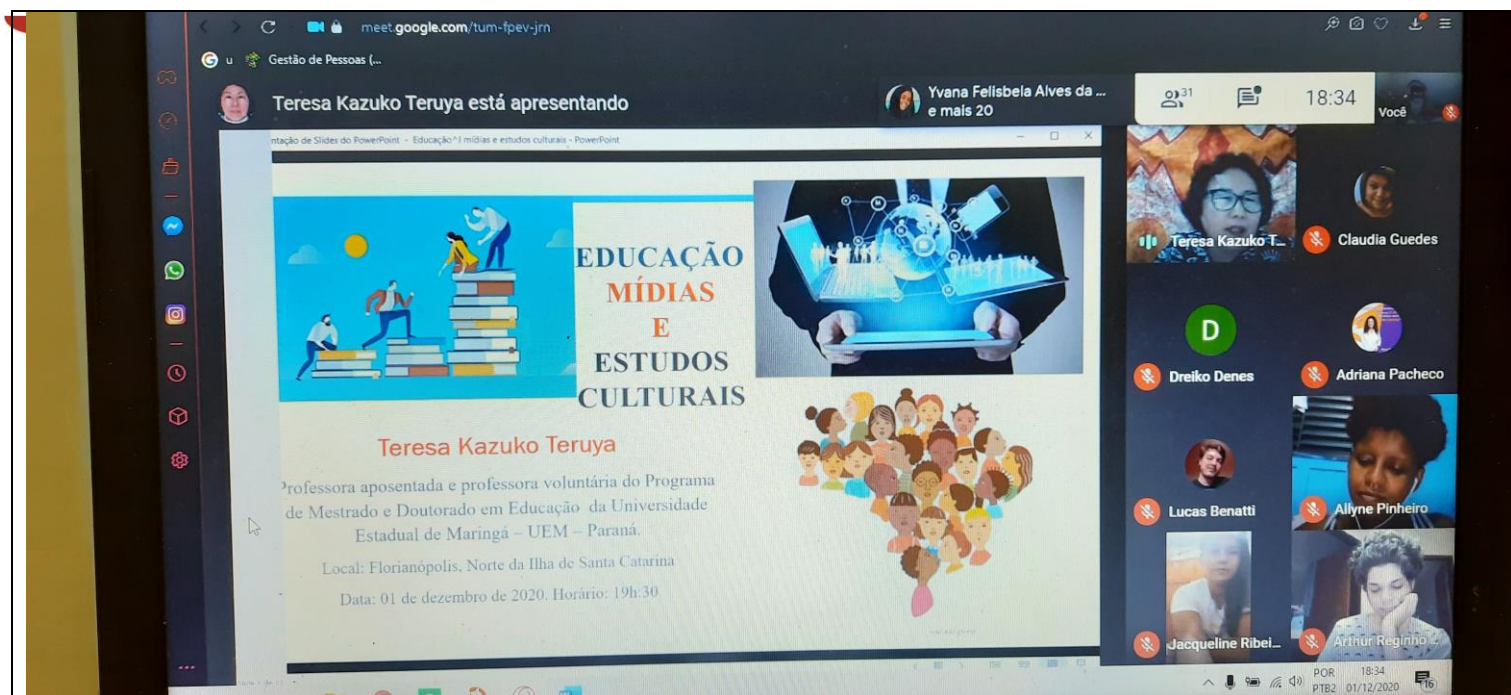 meet.google.com/tum-fpev-jrn
u Gestão de Pessoas (...
Teresa Kazuko Teruya está apresentando
Yvana Felisbela Alves da ...
e mais 20
31
18:34
Você
ntação de Slides do PowerPoint - Educação^l mídias e estudos culturais - PowerPoint
EDUCAÇÃO
MÍDIAS
E
ESTUDOS
CULTURAIS
Teresa Kazuko Teruya
Professora aposentada e professora voluntária do Programa
de Mestrado e Doutorado em Educação da Universidade
Estadual de Maringá – UEM – Paraná.
Local: Florianópolis, Norte da Ilha de Santa Catarina
Data: 01 de dezembro de 2020. Horário: 19h:30
Teresa Kazuko T...
Claudia Guedes
D
Dreiko Denes
Adriana Pacheco
Lucas Benatti
Allyne Pinheiro
Jacqueline Ribei...
Arthur Reginho ...
POR
PTB2
18:34
01/12/2020
16